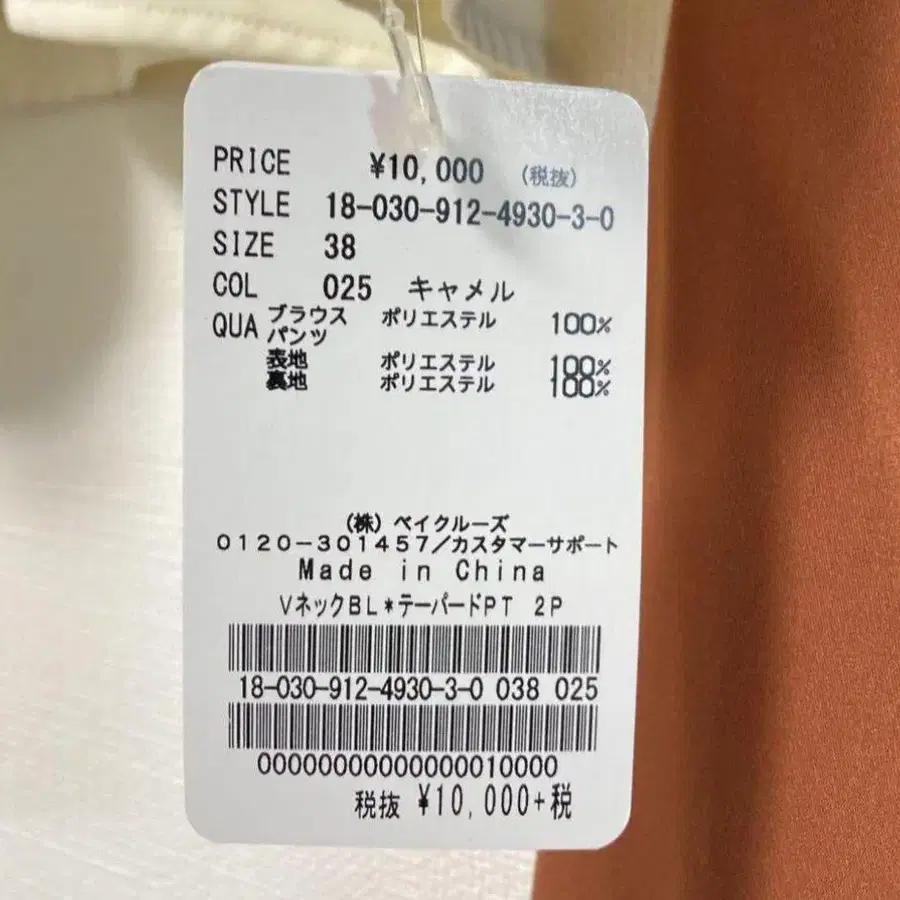 PRICE ¥10,000 (税抜)
STYLE 18-030-912-4930-3-0
SIZE 38
COL 025 キャメル
QUA ブラウス ポリエステル 100%
パンツ
表地 ポリエステル 100%
裏地 ポリエステル 100%
(株) ベイクルーズ
0120-301457/カスタマーサポート
Made in China
VネックBL*テーパードPT 2P
18-030-912-4930-3-0 038 025
00000000000000010000
税抜 ¥10,000+税